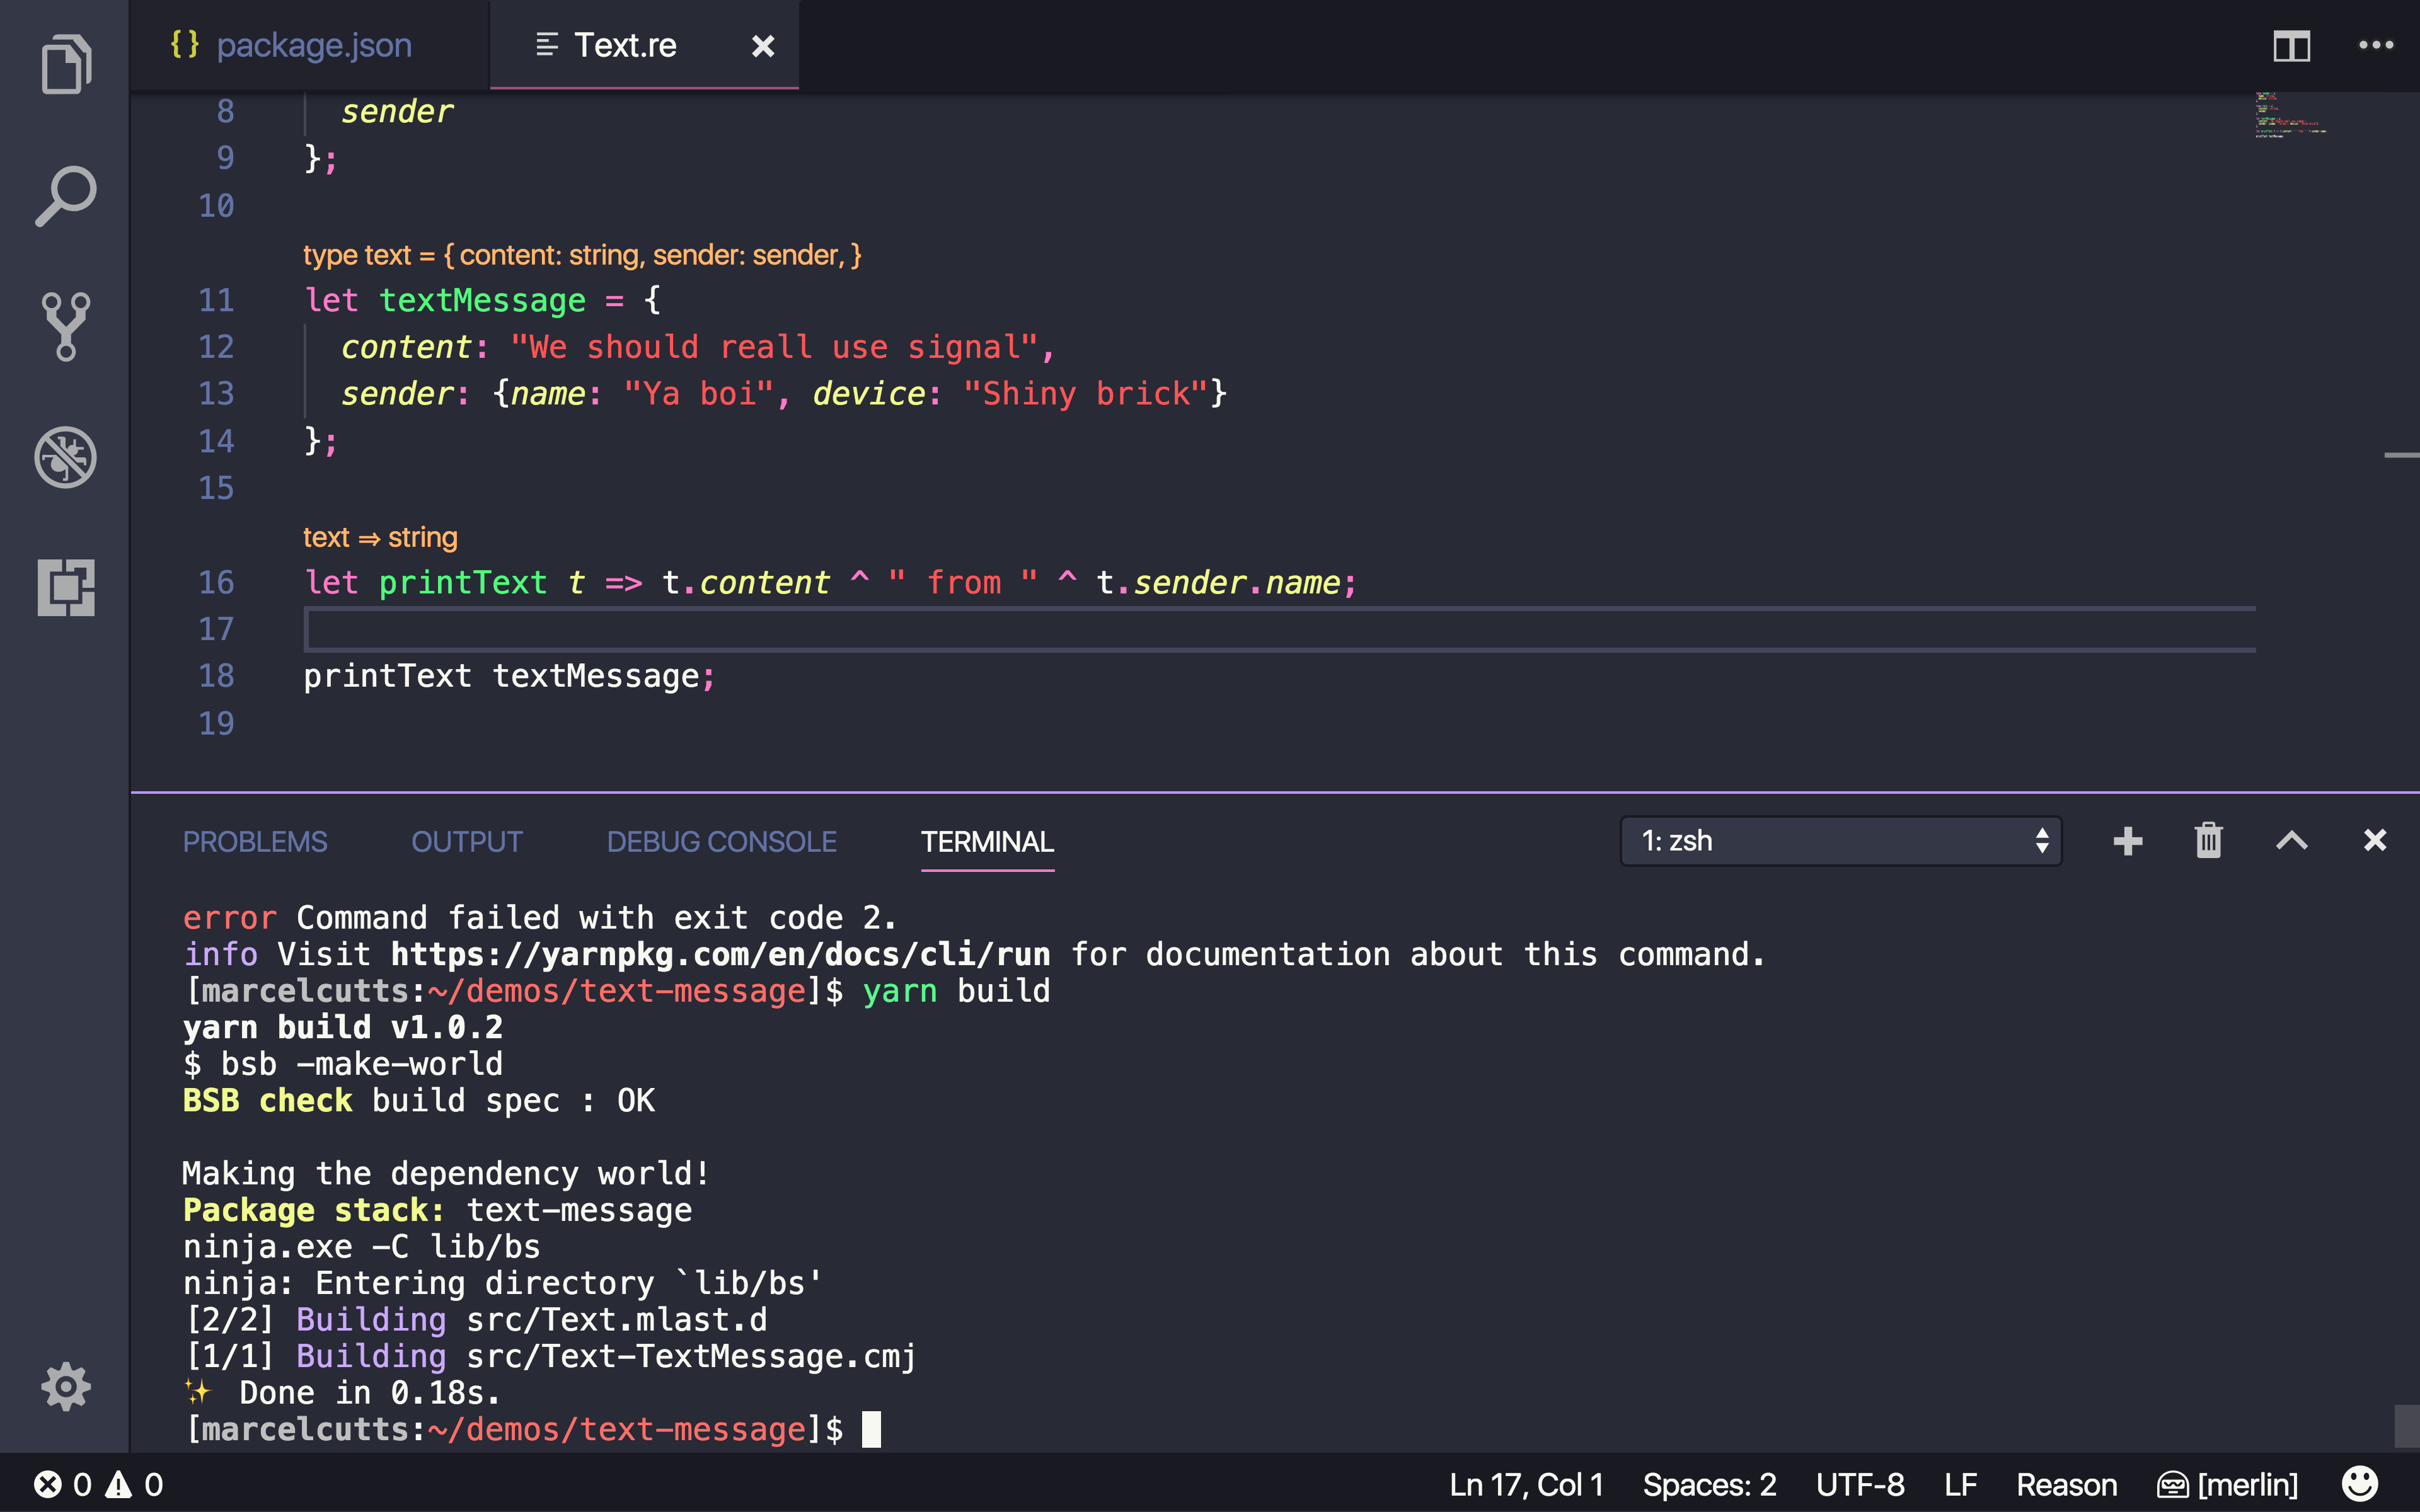 {} package.json Text.re
8 sender
9 };
10
type text = { content: string, sender: sender, }
11 let textMessage = {
12 content: "We should reall use signal",
13 sender: {name: "Ya boi", device: "Shiny brick"}
14 };
15
text => string
16 let printText t => t.content ^ " from " ^ t.sender.name;
17
18 printText textMessage;
19
PROBLEMS OUTPUT DEBUG CONSOLE TERMINAL 1: zsh
error Command failed with exit code 2.
info Visit https://yarnpkg.com/en/docs/cli/run for documentation about this command.
[marcelcutts:~/demos/text-message]$ yarn build
yarn build v1.0.2
$ bsb -make-world
BSB check build spec : OK
Making the dependency world!
Package stack: text-message
ninja.exe -C lib/bs
ninja: Entering directory `lib/bs'
[2/2] Building src/Text.mlast.d
[1/1] Building src/Text-TextMessage.cmj
✨ Done in 0.18s.
[marcelcutts:~/demos/text-message]$
0 0 Ln 17, Col 1 Spaces: 2 UTF-8 LF Reason [merlin]